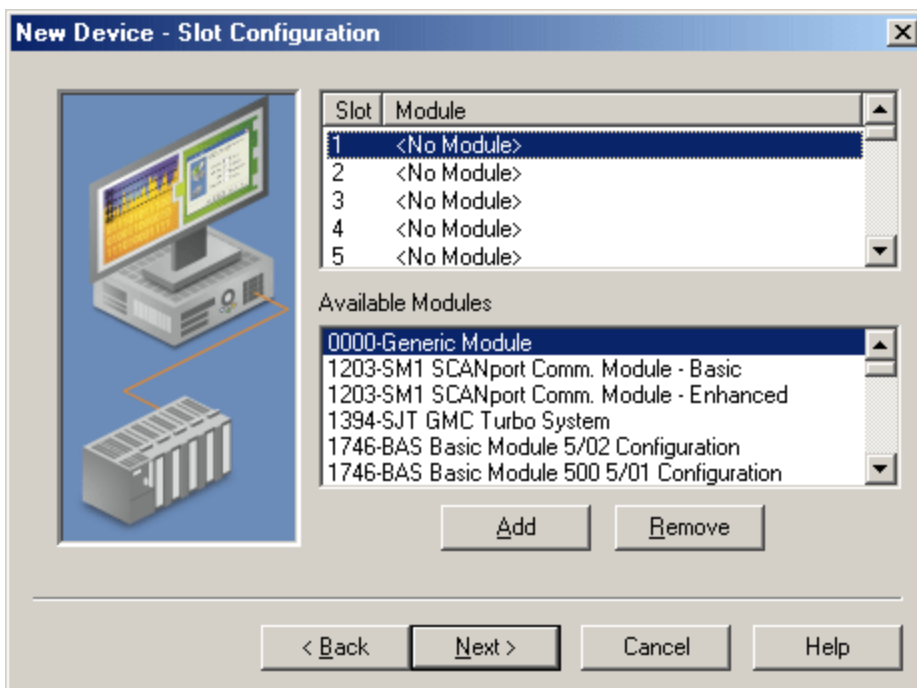 New Device - Slot Configuration
Slot Module
1 <No Module>
2 <No Module>
3 <No Module>
4 <No Module>
5 <No Module>
Available Modules
0000-Generic Module
1203-SM1 SCANport Comm. Module - Basic
1203-SM1 SCANport Comm. Module - Enhanced
1394-SJT GMC Turbo System
1746-BAS Basic Module 5/02 Configuration
1746-BAS Basic Module 500 5/01 Configuration
Add Remove
< Back Next > Cancel Help